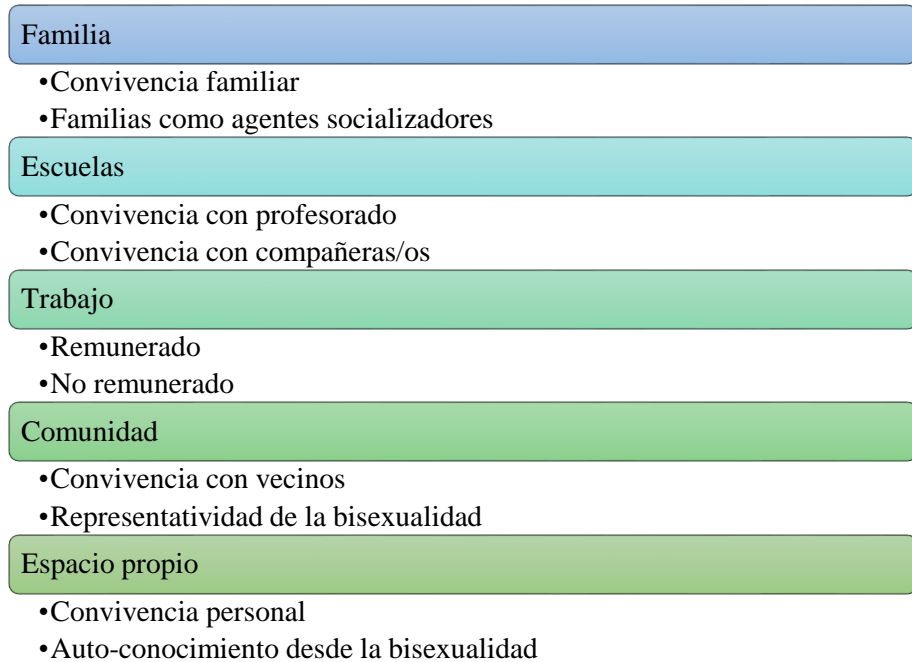 Familia
•Convivencia familiar
•Familias como agentes socializadores
Escuelas
•Convivencia con profesorado
•Convivencia con compañeras/os
Trabajo
•Remunerado
•No remunerado
Comunidad
•Convivencia con vecinos
•Representatividad de la bisexualidad
Espacio propio
•Convivencia personal
•Auto-conocimiento desde la bisexualidad